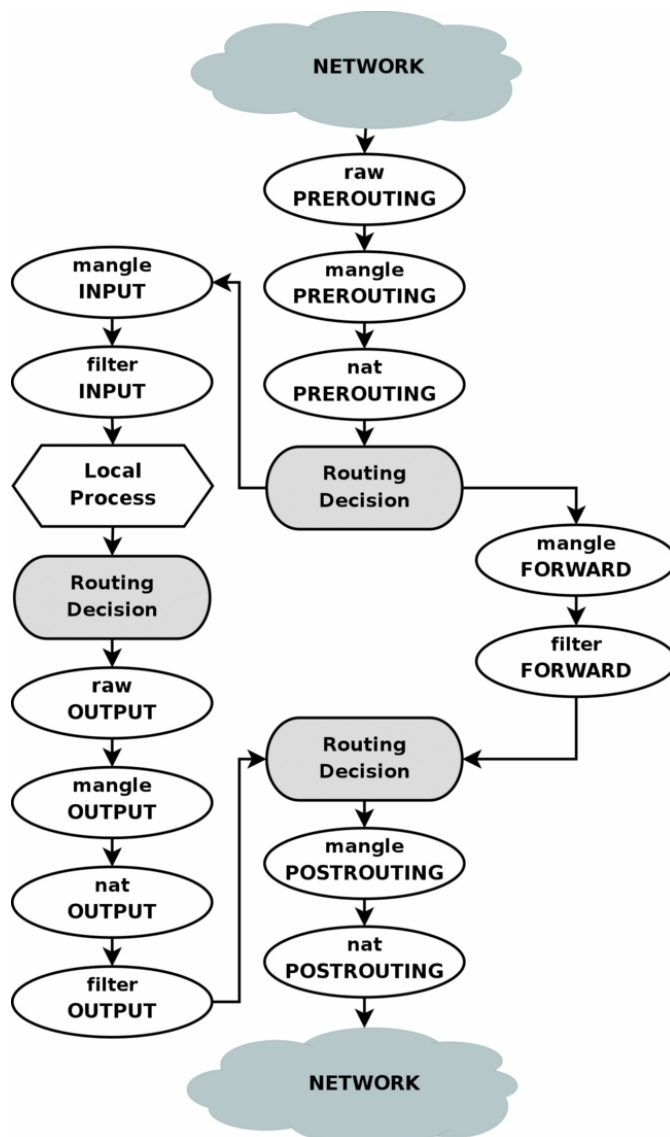 NETWORK
raw
PREROUTING
mangle
PREROUTING
nat
PREROUTING
Routing
Decision
mangle
INPUT
filter
INPUT
Local
Process
Routing
Decision
raw
OUTPUT
mangle
OUTPUT
nat
OUTPUT
filter
OUTPUT
mangle
FORWARD
filter
FORWARD
Routing
Decision
mangle
POSTROUTING
nat
POSTROUTING
NETWORK